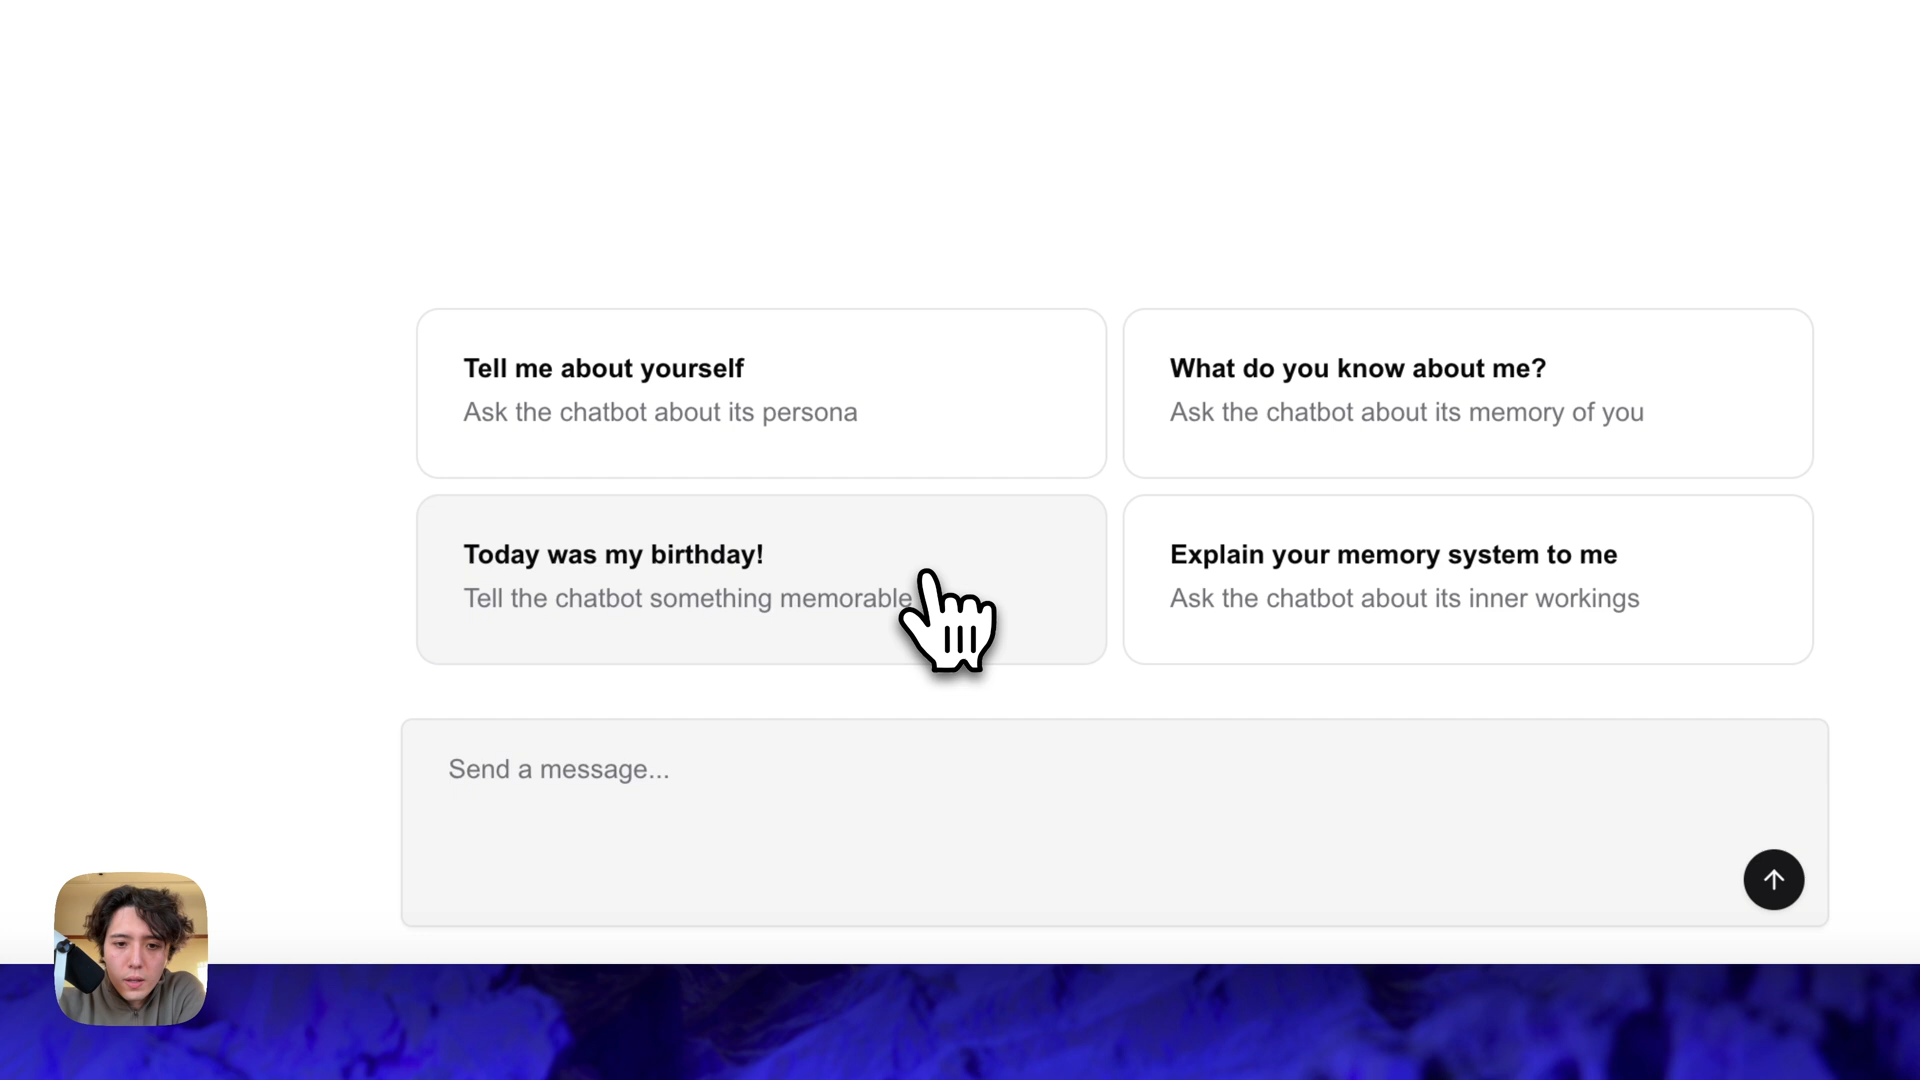 Tell me about yourself
Ask the chatbot about its persona
What do you know about me?
Ask the chatbot about its memory of you
Today was my birthday!
Tell the chatbot something memorable
Explain your memory system to me
Ask the chatbot about its inner workings
Send a message...